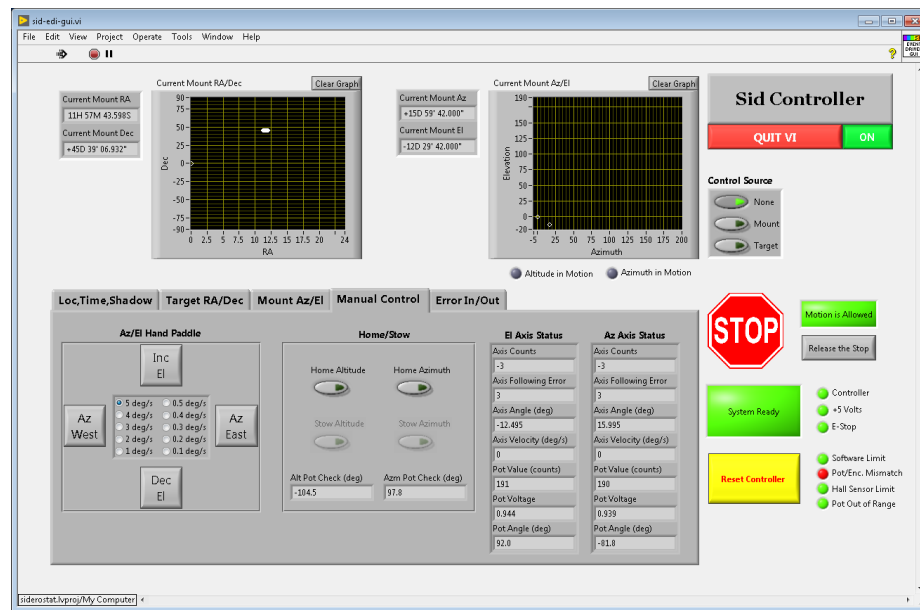 sid-edi-gui.vi
File Edit View Project Operate Tools Window Help
?
EVENT
DRIVEN
GUI
Current Mount RA/Dec
Clear Graph
Current Mount RA
11H 57M 43.598S
Current Mount Dec
+45D 39' 06.932"
Dec
90
75
50
25
0
-25
-50
-75
-90
0 2.5 5 7.5 10 12.5 15 17.5 20 24
RA
Current Mount Az/El
Clear Graph
Current Mount Az
+15D 59' 42.000"
Current Mount El
-12D 29' 42.000"
Elevation
190
150
125
100
75
50
25
0
-20
-5 25 50 75 100 125 150 175 200
Azimuth
Altitude in Motion Azimuth in Motion
Sid Controller
QUIT VI ON
Control Source
None
Mount
Target
Loc,Time,Shadow Target RA/Dec Mount Az/El Manual Control Error In/Out
Az/El Hand Paddle
Inc
El
Az
West
5 deg/s 0.5 deg/s
4 deg/s 0.4 deg/s
3 deg/s 0.3 deg/s
2 deg/s 0.2 deg/s
1 deg/s 0.1 deg/s
Az
East
Dec
El
Home/Stow
Home Altitude Home Azimuth
Stow Altitude Stow Azimuth
Alt Pot Check (deg) Azm Pot Check (deg)
-104.5 97.8
El Axis Status
Axis Counts
-3
Axis Following Error
3
Axis Angle (deg)
-12.495
Axis Velocity (deg/s)
0
Pot Value (counts)
191
Pot Voltage
0.944
Pot Angle (deg)
92.0
Az Axis Status
Axis Counts
-3
Axis Following Error
3
Axis Angle (deg)
15.995
Axis Velocity (deg/s)
0
Pot Value (counts)
190
Pot Voltage
0.939
Pot Angle (deg)
-81.8
STOP
Motion is Allowed
Release the Stop
System Ready
Controller
+5 Volts
E-Stop
Reset Controller
Software Limit
Pot/Enc. Mismatch
Hall Sensor Limit
Pot Out of Range
siderostat.lvproj/My Computer